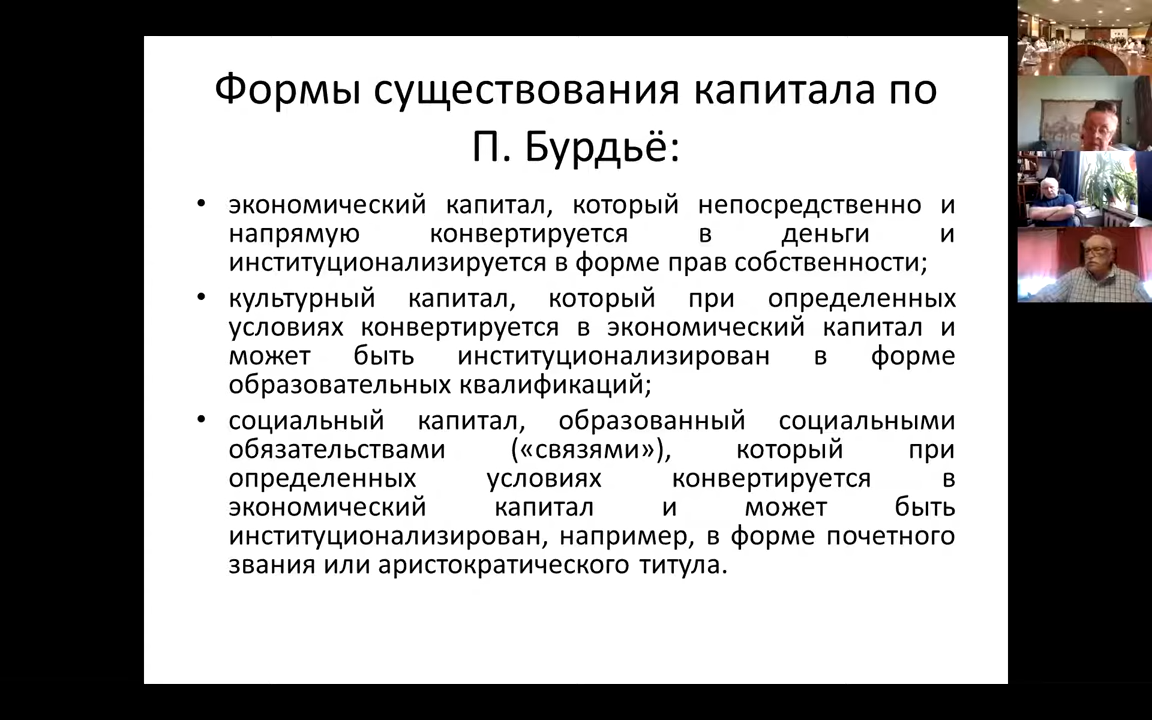 Формы существования капитала по
П. Бурдьё:
• экономический капитал, который непосредственно и
напрямую конвертируется в деньги и
институционализируется в форме прав собственности;
• культурный капитал, который при определенных
условиях конвертируется в экономический капитал и
может быть институционализирован в форме
образовательных квалификаций;
• социальный капитал, образованный социальными
обязательствами («связями»), который при
определенных условиях конвертируется в
экономический капитал и может быть
институционализирован, например, в форме почетного
звания или аристократического титула.